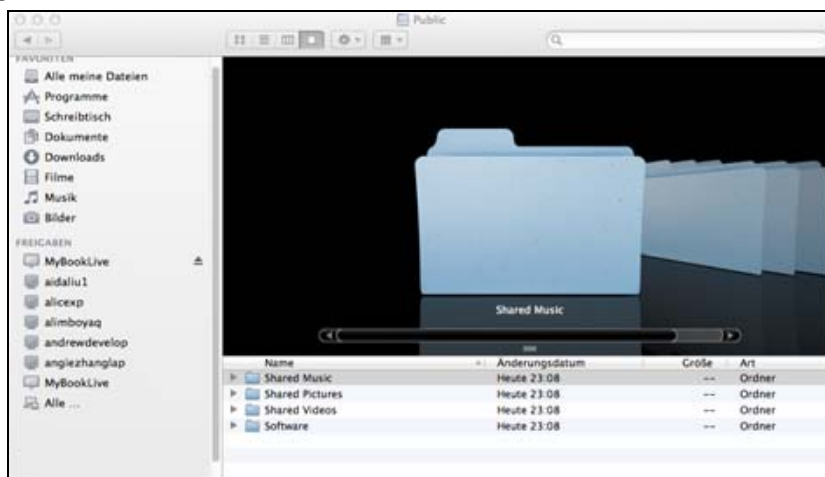 Public
FAVORITEN
Alle meine Dateien
Programme
Schreibtisch
Dokumente
Downloads
Filme
Musik
Bilder
FREIGABEN
MyBookLive
aidaliu1
alicexp
alimboyaq
andrewdevelop
angiezhanglap
MyBookLive
Alle ...
Shared Music
Name Änderungsdatum Größe Art
Shared Music Heute 23:08 -- Ordner
Shared Pictures Heute 23:08 -- Ordner
Shared Videos Heute 23:08 -- Ordner
Software Heute 23:08 -- Ordner